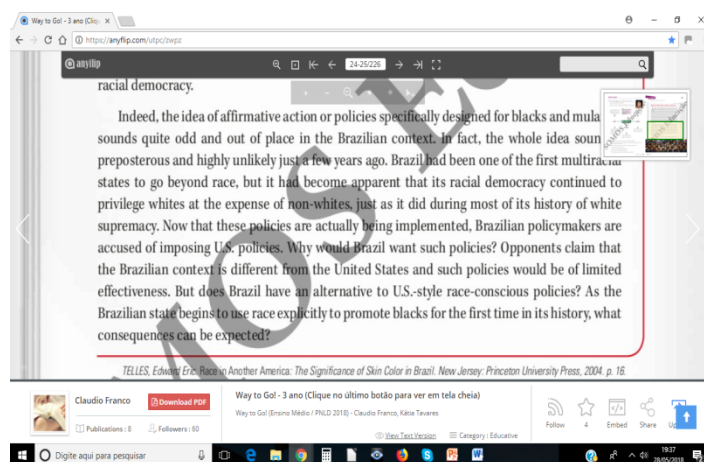 Way to Go! - 3 ano (Cliq
https://anyflip.com/utpc/zwpz
anyflip
24-25/226
racial democracy.
Indeed, the idea of affirmative action or policies specifically designed for blacks and mula
sounds quite odd and out of place in the Brazilian context. In fact, the whole idea soun
preposterous and highly unlikely just a few years ago. Brazil had been one of the first multiracial
states to go beyond race, but it had become apparent that its racial democracy continued to
privilege whites at the expense of non-whites, just as it did during most of its history of white
supremacy. Now that these policies are actually being implemented, Brazilian policymakers are
accused of imposing U.S. policies. Why would Brazil want such policies? Opponents claim that
the Brazilian context is different from the United States and such policies would be of limited
effectiveness. But does Brazil have an alternative to U.S.-style race-conscious policies? As the
Brazilian state begins to use race explicitly to promote blacks for the first time in its history, what
consequences can be expected?
TELLES, Edward Eric. Race in Another America: The Significance of Skin Color in Brazil. New Jersey: Princeton University Press, 2004. p. 16.
MOS E
Claudio Franco
Download PDF
Publications : 8
Followers : 60
Way to Go! - 3 ano (Clique no último botão para ver em tela cheia)
Way to Go! (Ensino Médio / PNLD 2018) - Claudio Franco, Kátia Tavares
View Text Version
Category : Educative
Follow
4
Embed
Share
Up
Digite aqui para pesquisar
19:37
28/05/2018